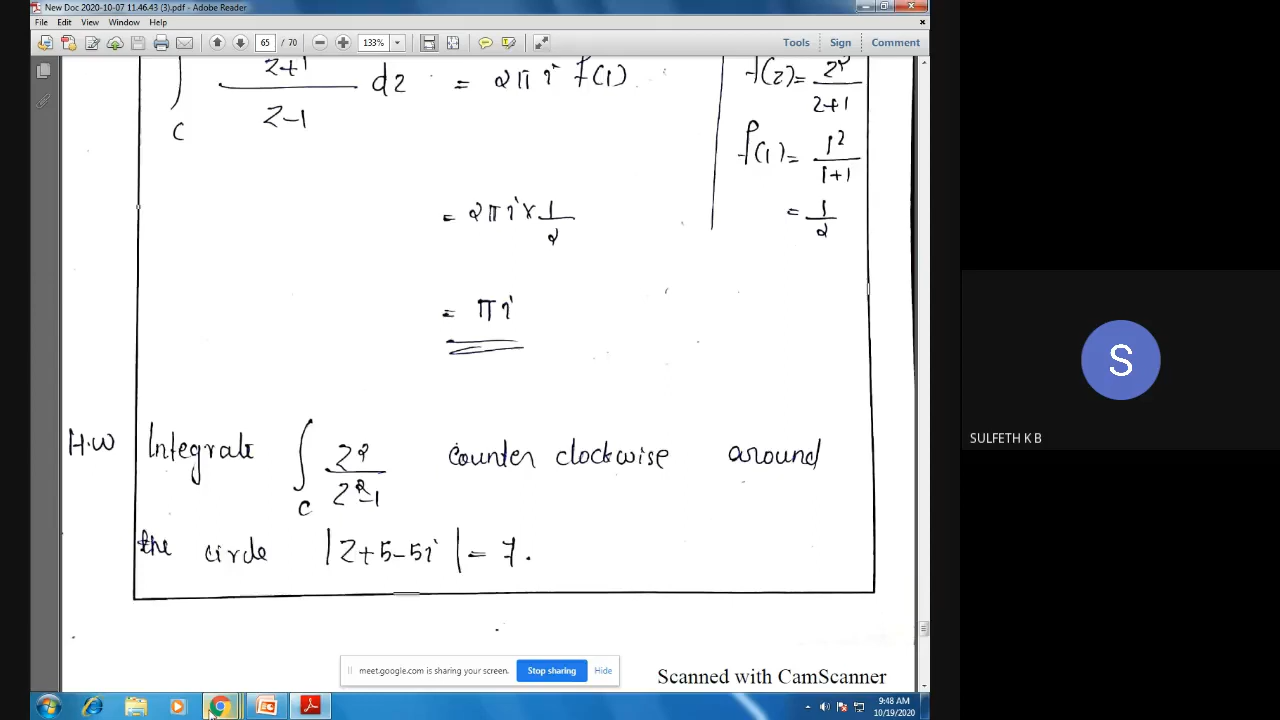 New Doc 2020-10-07 11.46.43 (3).pdf - Adobe Reader
File Edit View Window Help
65 / 70 133% Tools Sign Comment
∫ z+1 / z-1 dz = 2πi f(1)
C
f(z) = z² / z+1
f(1) = 1² / 1+1
= 2πi × 1/2
= 1/2
= πi
H.W Integrate ∫ z² / z²-1 counter clockwise around
C
the circle |z+5-5i| = 7.
SULFETH K B
S
meet.google.com is sharing your screen. Stop sharing Hide
Scanned with CamScanner
9:48 AM
10/19/2020